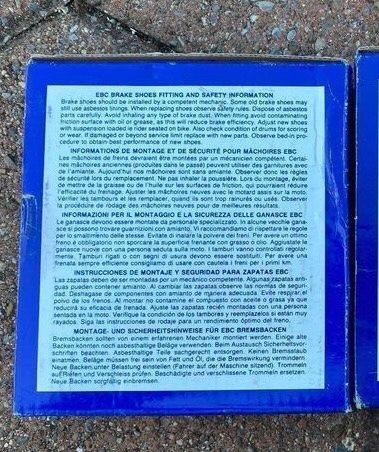 EBC BRAKE SHOES FITTING AND SAFETY INFORMATION
Brake shoes should be installed by a competent mechanic. Some old brake shoes may
still use asbestos linings. When replacing shoes observe safety rules. Dispose of asbestos
parts carefully. Avoid inhaling any type of brake dust. When fitting avoid contaminating
friction surface with oil or grease, as this will reduce brake efficiency. Adjust new shoes
with suspension loaded ie rider seated on bike. Also check condition of drums for scoring
or wear. If damaged or beyond service limit replace with new parts. Observe bed-in pro-
cedure to obtain best performance of new shoes.
INFORMATIONS DE MONTAGE ET DE SÉCURITÉ POUR MÂCHOIRES EBC
Les mâchoires de freins devraient être montées par un mécanicien compétent. Certai-
nes mâchoires anciennes (produites dans le passé) peuvent utiliser des garnitures avec
de l'amiante. Aujourd'hui nos mâchoires sont sans amiante. Observer donc les règles
de sécurité lors du remplacement. Ne pas inhaler la poussière. Lors du montage, éviter
de mettre de la graisse ou de l'huile sur les surfaces de friction, qui pourraient réduire
l'efficacité du freinage. Ajuster les mâchoires neuves avec le motard assis sur la moto.
Vérifier les tambours et les remplacer, quand ils sont trop rainurés ou usés. Observer
la procédure de rodage des mâchoires neuves pour de meilleures résultats.
INFORMAZIONI PER IL MONTAGGIO E LA SICUREZZA DELLE GANASCE EBC
Le ganasce devono essere montate da personale specializzato. In alcune vecchie ganas-
ce si possono trovare guarnizioni con amianto. Vi raccomandiamo di rispettare le regole
per lo smaltimento delle stesse. Evitate di inalare la polvere dei freni. Per avere un ottimo
freno è obbligatorio non sporcare la superficie frenante con grasso o olio. Aggiustate le
ganasce nuove con una persona seduta sulla moto. I tamburi vanno controllati regolar-
mente. Tamburi rigati o con segni di usura devono essere sostituiti. Per avere una
frenata sempre efficiente consigliamo di usare con cautela i freni per i primi km.
INSTRUCCIONES DE MONTAJE Y SEGURIDAD PARA ZAPATAS EBC
Las zapatas deben de ser montadas por un mecánico competente. Algunas zapatas anti-
guas pueden contener amianto. Al cambiar las zapatas observe las normas de seguri-
dad. Deshágase de componentes con amianto de manera adecuada. Evite respirar el
polvo de los frenos. Al montar no contamine el compuesto con aceite o grasa ya que
reducirá su eficacia de frenada. Ajuste las zapatas recién montadas con una persona
sentada en la moto. Verifique la condición de los tambores y reemplazelos si están muy
rayados. Siga las instrucciones de rodaje para un rendimiento óptimo del freno.
MONTAGE- UND SICHERHEITSHINWEISE FÜR EBC BREMSBACKEN
Bremsbacken sollten von einem erfahrenen Mechaniker montiert werden. Einige alte
Backen könnten noch asbesthaltige Beläge verwenden. Beim Austausch Sicherheitsvor-
schriften beachten. Asbesthaltige Teile sachgerecht entsorgen. Keinen Bremsstaub
einatmen. Beläge müssen frei sein von Fett und Öl, die die Bremswirkung vermindern.
Neue Backen unter Belastung einstellen (Fahrer auf der Maschine sitzend). Trommeln
auf Riefen und Verschleiss prüfen. Beschädigte und verschlissene Trommeln ersetzen.
Neue Backen sorgfältig einbremsen.